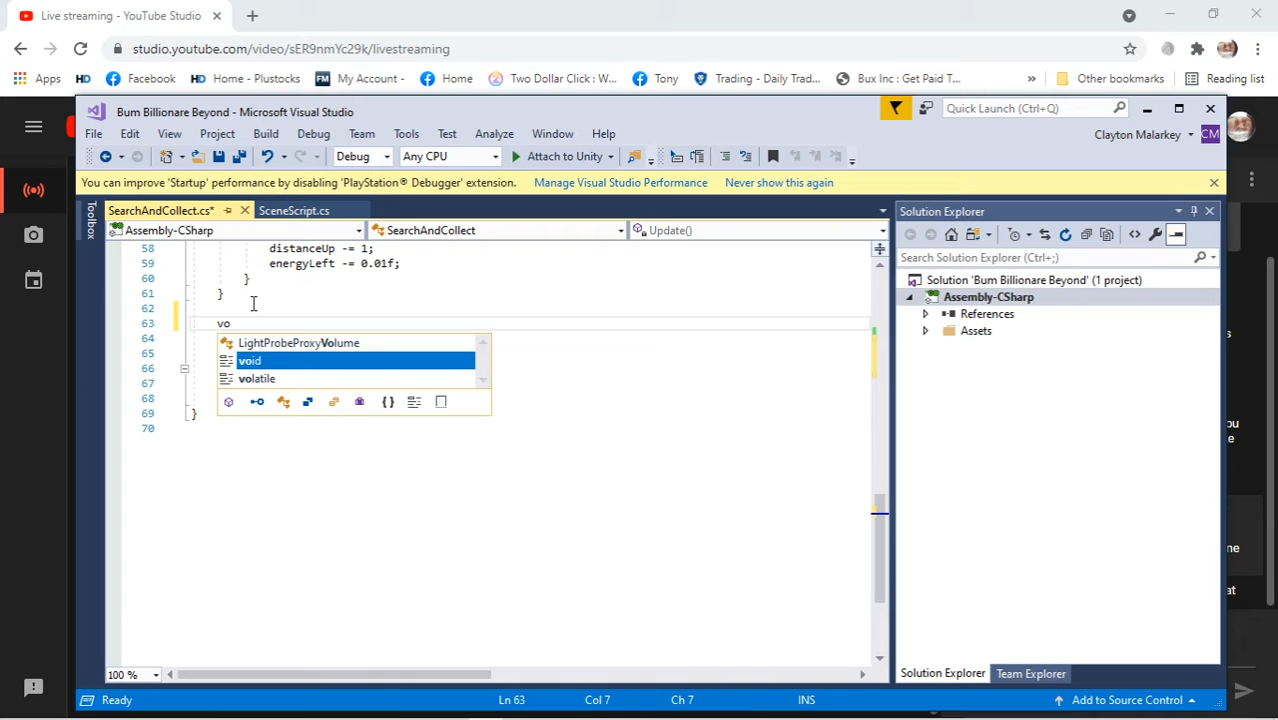 Live streaming - YouTube Studio
studio.youtube.com/video/sER9nmYc29k/livestreaming
Apps Facebook Home - Plustocks FM My Account - Home Two Dollar Click : W... Tony Trading - Daily Trad... Bux Inc : Get Paid T... » Other bookmarks Reading list
Bum Billionare Beyond - Microsoft Visual Studio Quick Launch (Ctrl+Q)
File Edit View Project Build Debug Team Tools Test Analyze Window Help Clayton Malarkey CM
Debug Any CPU Attach to Unity
You can improve 'Startup' performance by disabling 'PlayStation® Debugger' extension. Manage Visual Studio Performance Never show this again
Toolbox
SearchAndCollect.cs* SceneScript.cs Solution Explorer
Assembly-CSharp SearchAndCollect Update()
58 distanceUp -= 1;
59 energyLeft -= 0.01f;
60 }
61 }
62
63 vo
64
65
66
67
68
69 }
70
LightProbeProxyVolume
void
volatile
Search Solution Explorer (Ctrl+;)
Solution 'Bum Billionare Beyond' (1 project)
Assembly-CSharp
References
Assets
ou
e
ne
at
100 %
Solution Explorer Team Explorer
Ready Ln 63 Col 7 Ch 7 INS Add to Source Control